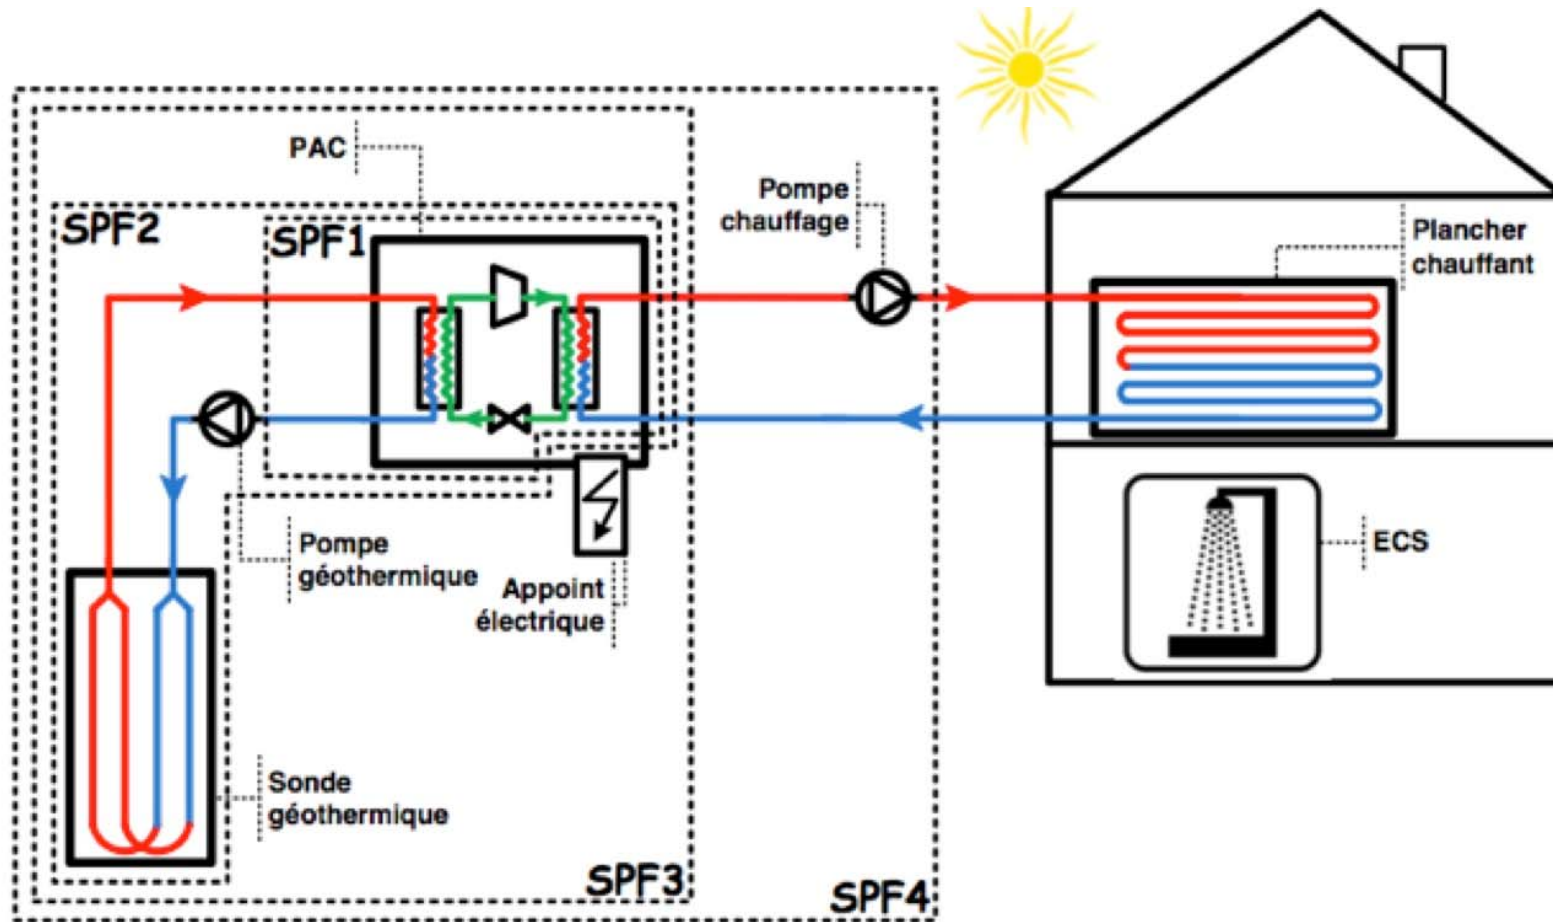 PAC
Pompe
chauffage
SPF2
SPF1
Plancher
chauffant
Pompe
géothermique
Appoint
électrique
ECS
Sonde
géothermique
SPF3
SPF4